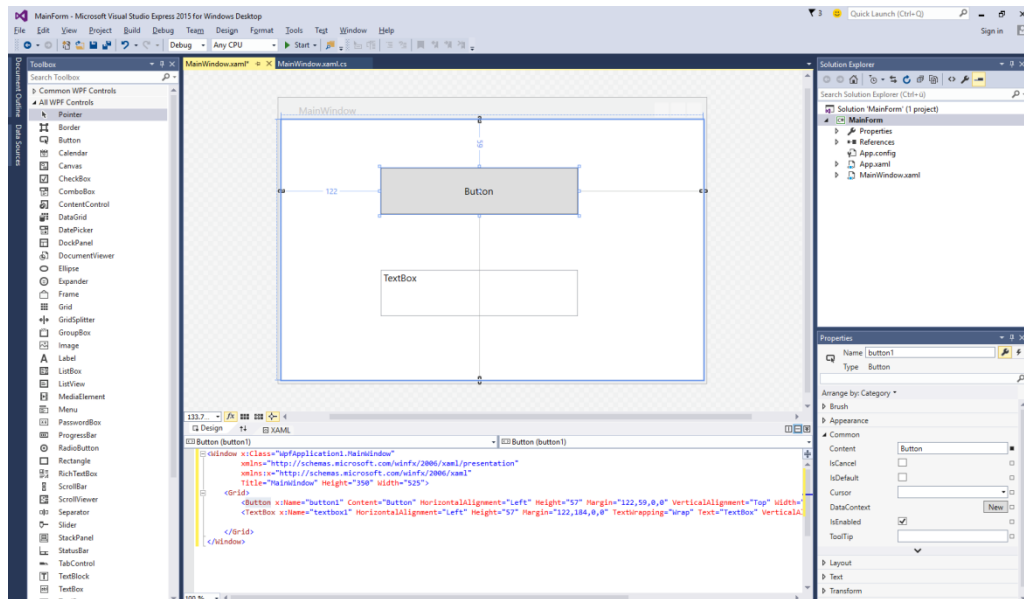 MainForm - Microsoft Visual Studio Express 2015 for Windows Desktop
3
Quick Launch (Ctrl+Q)
File Edit View Project Build Debug Team Design Format Tools Test Window Help
Sign in
Debug Any CPU Start
Document Outline
Data Sources
Toolbox
Search Toolbox
Common WPF Controls
All WPF Controls
Pointer
Border
Button
Calendar
Canvas
CheckBox
ComboBox
ContentControl
DataGrid
DatePicker
DockPanel
DocumentViewer
Ellipse
Expander
Frame
Grid
GridSplitter
GroupBox
Image
Label
ListBox
ListView
MediaElement
Menu
PasswordBox
ProgressBar
RadioButton
Rectangle
RichTextBox
ScrollBar
ScrollViewer
Separator
Slider
StackPanel
StatusBar
TabControl
TextBlock
TextBox
MainWindow.xaml* MainWindow.xaml.cs
MainWindow
59
122
Button
TextBox
133.7...
Design XAML
Button (button1) Button (button1)
<Window x:Class="WpfApplication1.MainWindow"
xmlns="http://schemas.microsoft.com/winfx/2006/xaml/presentation"
xmlns:x="http://schemas.microsoft.com/winfx/2006/xaml"
Title="MainWindow" Height="350" Width="525">
<Grid>
<Button x:Name="button1" Content="Button" HorizontalAlignment="Left" Height="57" Margin="122,59,0,0" VerticalAlignment="Top" Width="
<TextBox x:Name="textbox1" HorizontalAlignment="Left" Height="57" Margin="122,184,0,0" TextWrapping="Wrap" Text="TextBox" VerticalA
</Grid>
</Window>
100 %
Solution Explorer
Search Solution Explorer (Ctrl+ü)
Solution 'MainForm' (1 project)
MainForm
Properties
References
App.config
App.xaml
MainWindow.xaml
Properties
Name button1
Type Button
Arrange by: Category
Brush
Appearance
Common
Content Button
IsCancel
IsDefault
Cursor
DataContext New
IsEnabled
ToolTip
Layout
Text
Transform